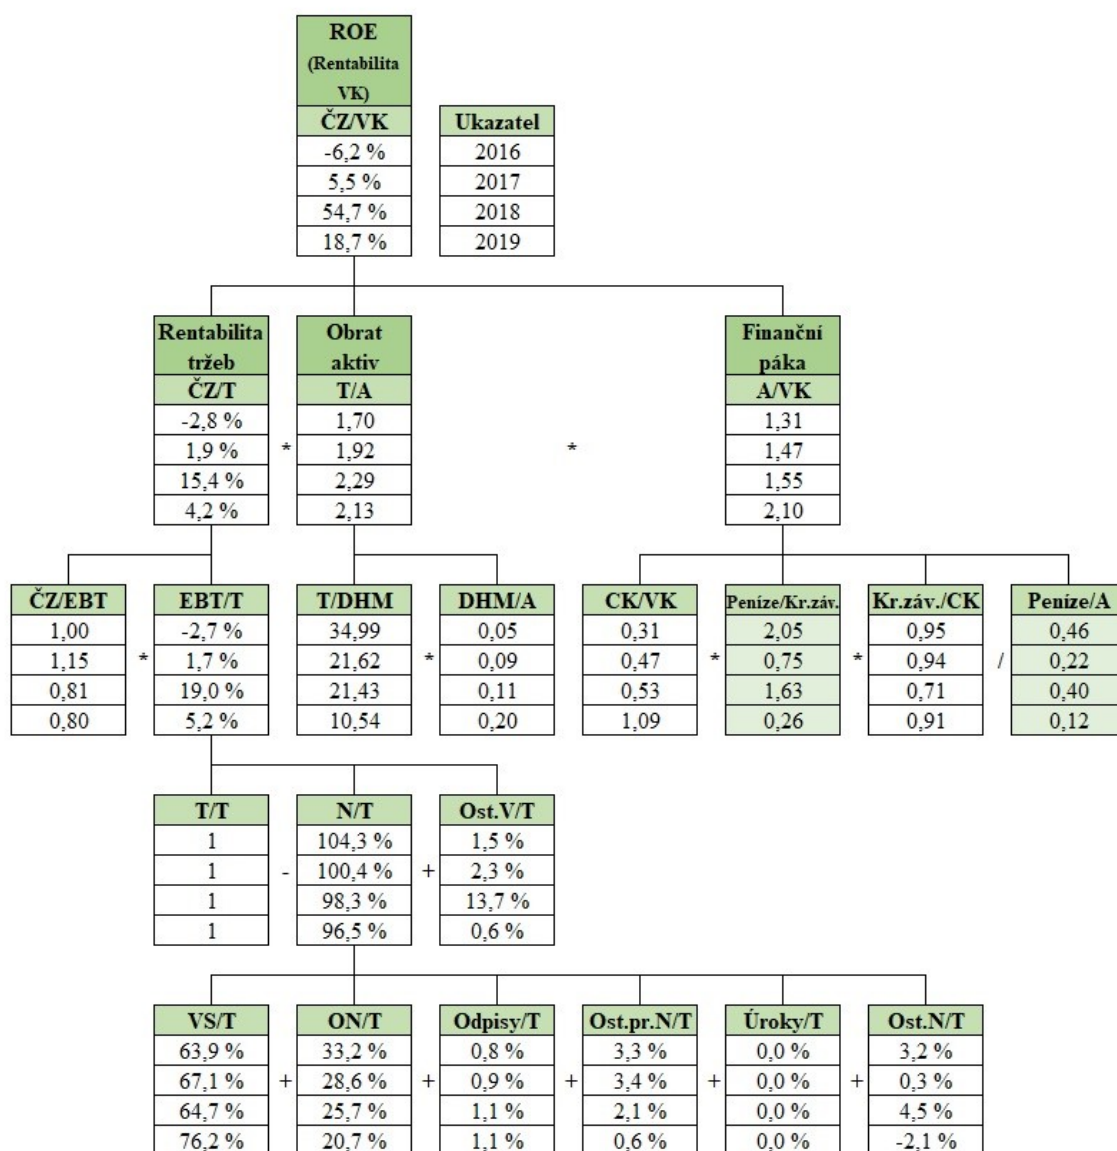 ROE
(Rentabilita
VK)
ČZ/VK Ukazatel
-6,2 % 2016
5,5 % 2017
54,7 % 2018
18,7 % 2019
Rentabilita Obrat Finanční
tržeb aktiv páka
ČZ/T T/A A/VK
-2,8 % 1,70 1,31
1,9 % * 1,92 * 1,47
15,4 % 2,29 1,55
4,2 % 2,13 2,10
ČZ/EBT EBT/T T/DHM DHM/A CK/VK Peníze/Kr.záv. Kr.záv./CK Peníze/A
1,00 -2,7 % 34,99 0,05 0,31 2,05 0,95 0,46
1,15 * 1,7 % 21,62 * 0,09 0,47 * 0,75 * 0,94 / 0,22
0,81 19,0 % 21,43 0,11 0,53 1,63 0,71 0,40
0,80 5,2 % 10,54 0,20 1,09 0,26 0,91 0,12
T/T N/T Ost.V/T
1 104,3 % 1,5 %
1 - 100,4 % + 2,3 %
1 98,3 % 13,7 %
1 96,5 % 0,6 %
VS/T ON/T Odpisy/T Ost.pr.N/T Úroky/T Ost.N/T
63,9 % 33,2 % 0,8 % 3,3 % 0,0 % 3,2 %
67,1 % + 28,6 % + 0,9 % + 3,4 % + 0,0 % + 0,3 %
64,7 % 25,7 % 1,1 % 2,1 % 0,0 % 4,5 %
76,2 % 20,7 % 1,1 % 0,6 % 0,0 % -2,1 %